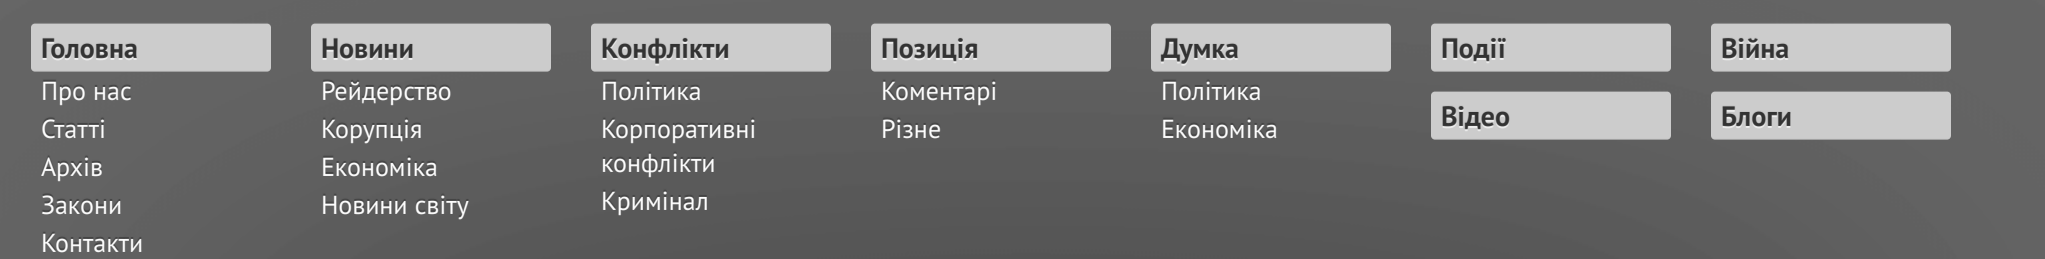 Головна
Про нас
Статті
Архів
Закони
Контакти
Новини
Рейдерство
Корупція
Економіка
Новини світу
Конфлікти
Політика
Корпоративні
конфлікти
Кримінал
Позиція
Коментарі
Різне
Думка
Політика
Економіка
Події
Відео
Війна
Блоги